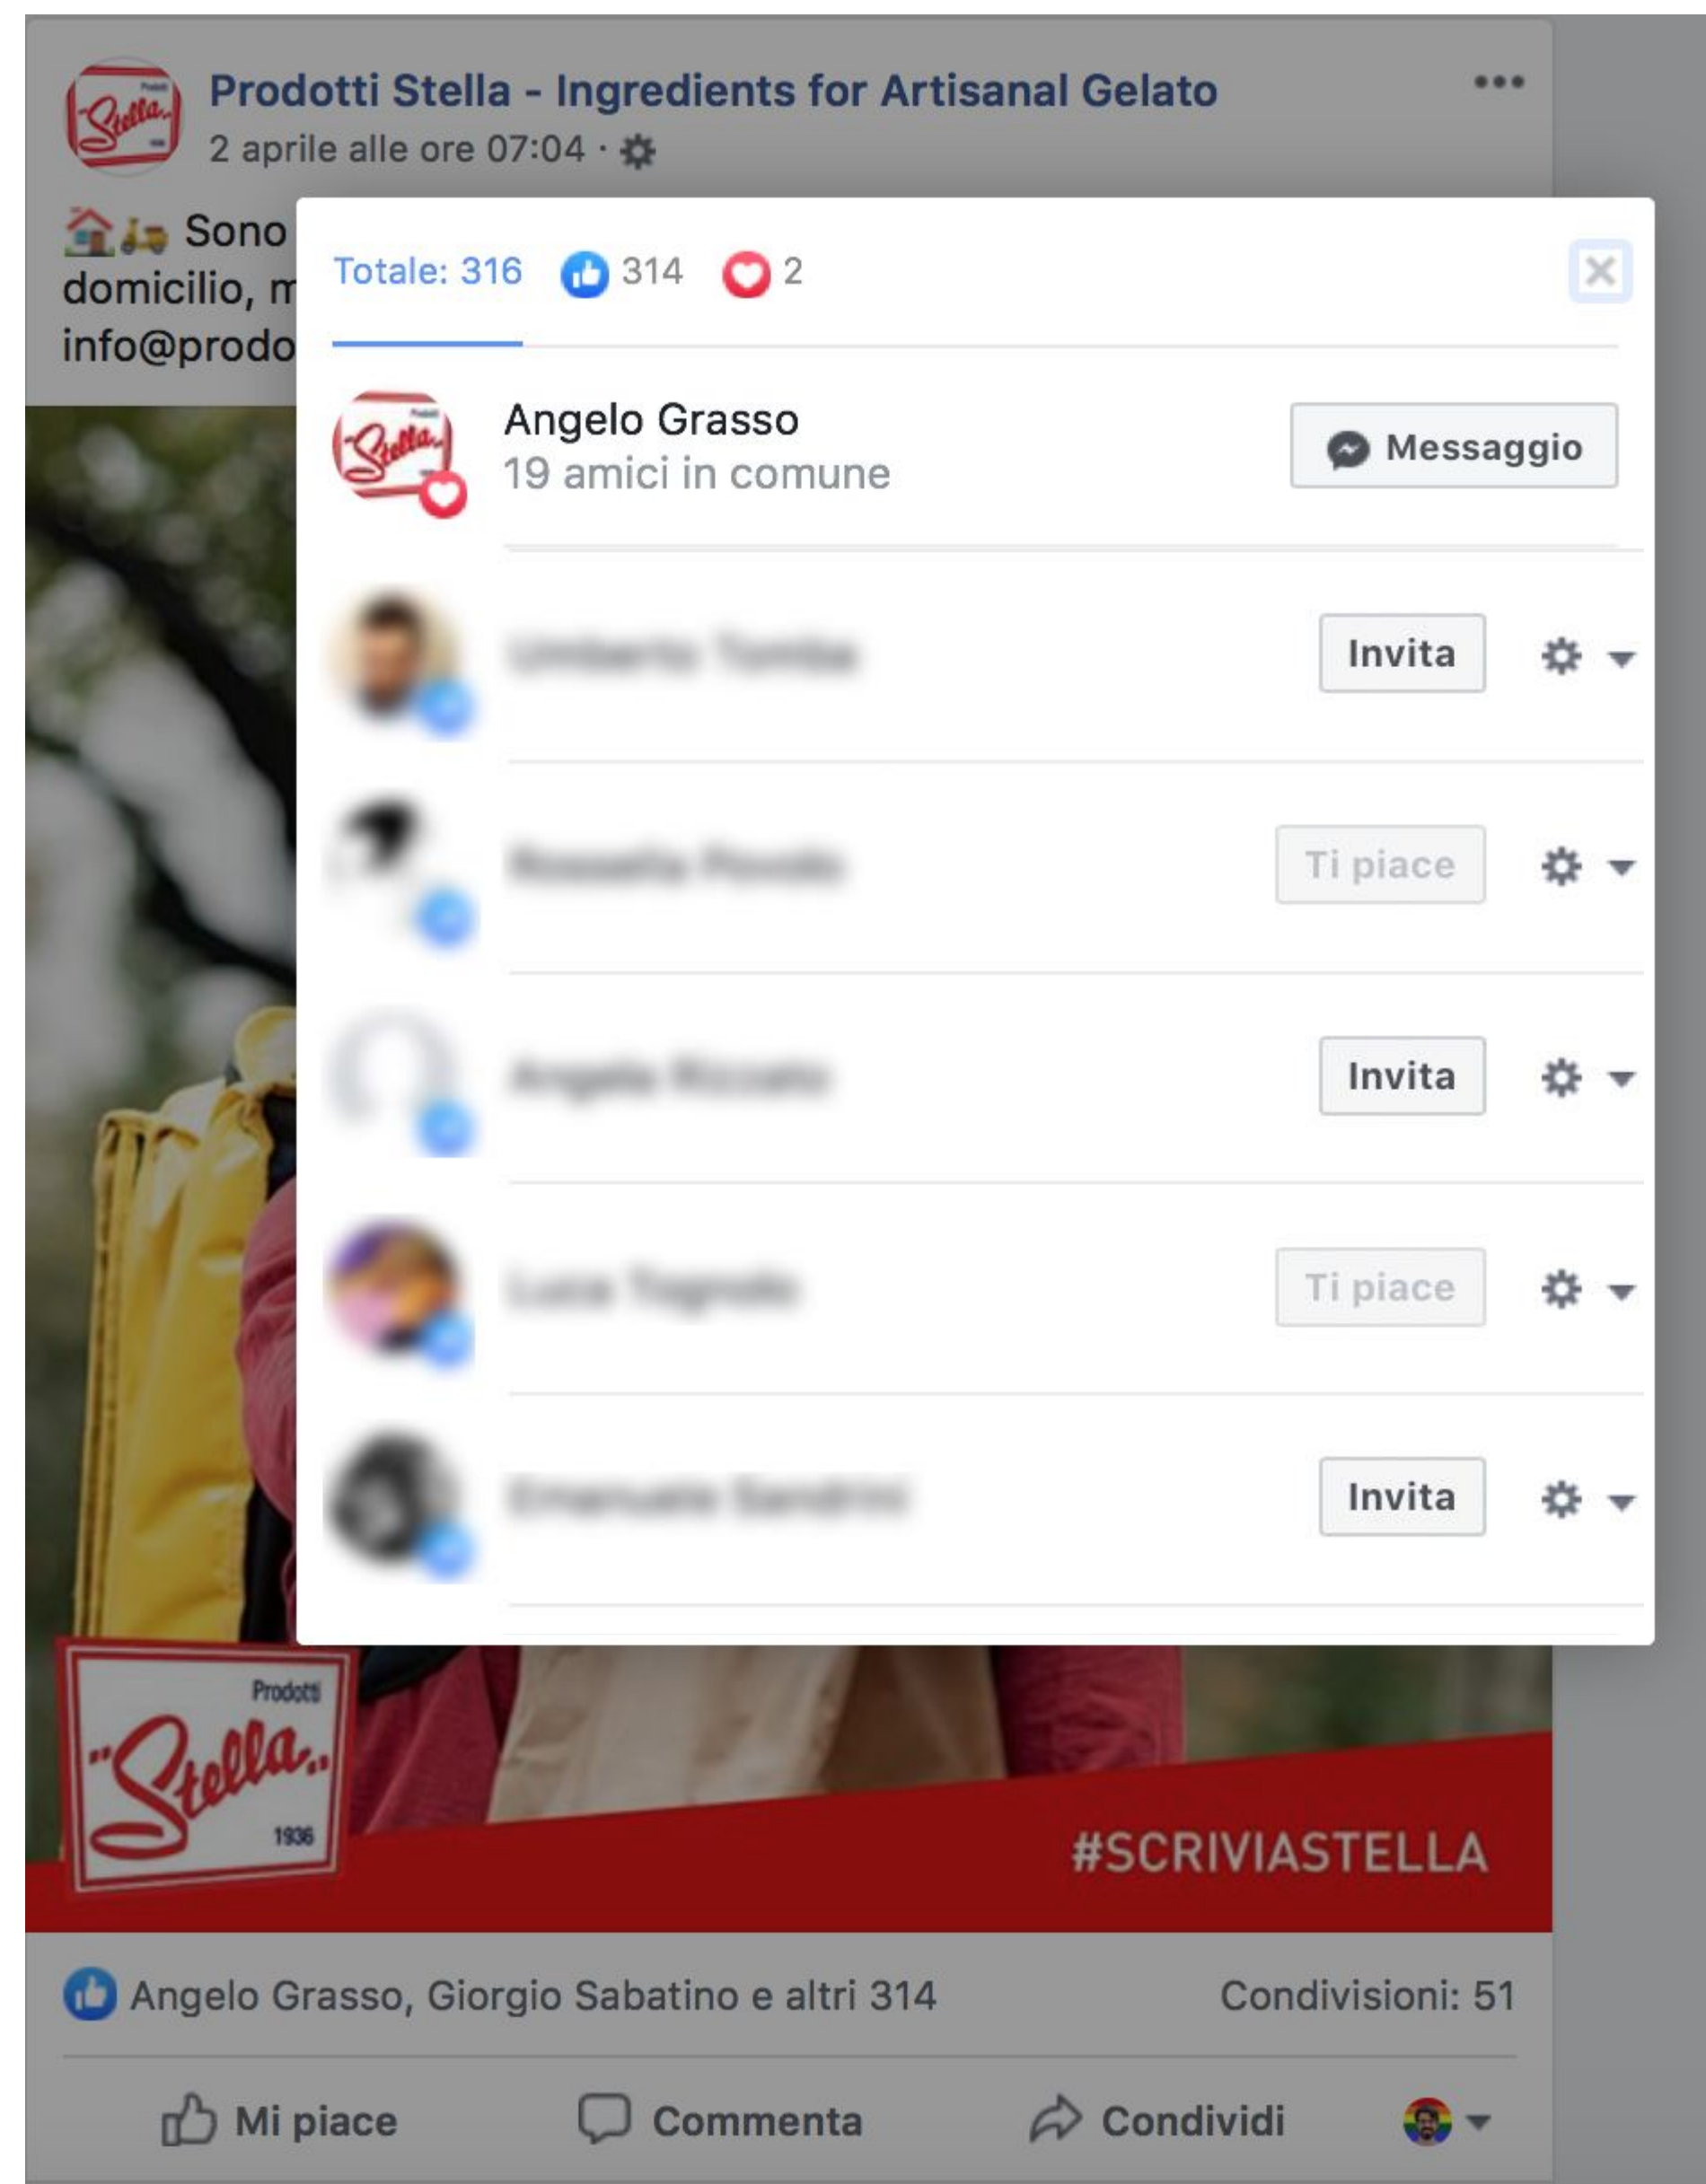 Prodotti Stella - Ingredients for Artisanal Gelato
2 aprile alle ore 07:04 ·
Sono
domicilio, m
info@prodo
Totale: 316 314 2
Angelo Grasso
19 amici in comune
Messaggio
Invita
Ti piace
Invita
Ti piace
Invita
Prodotti
"Stella"
1936
#SCRIVIASTELLA
Angelo Grasso, Giorgio Sabatino e altri 314
Condivisioni: 51
Mi piace Commenta Condividi